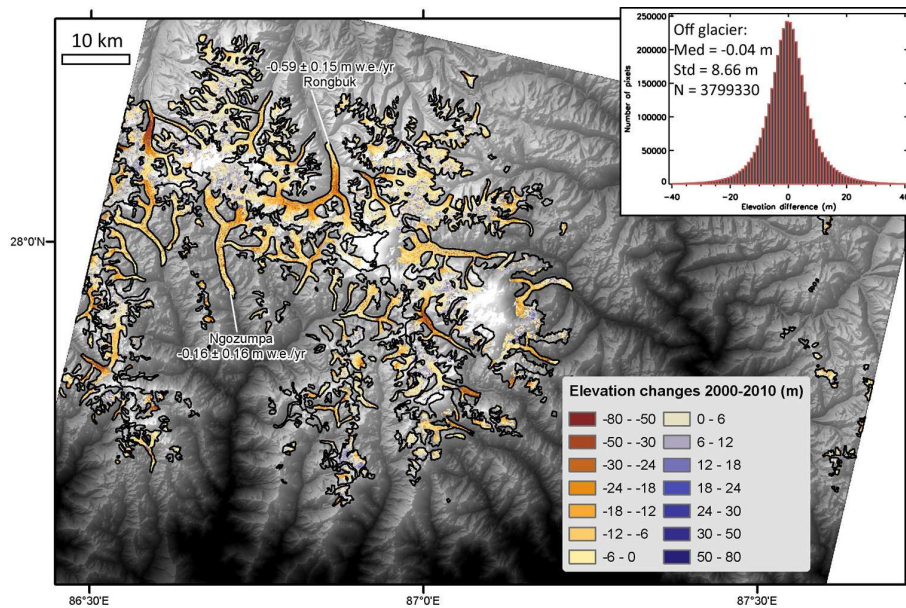 10 km
-0.59 ± 0.15 m w.e./yr
Rongbuk
250000
200000
150000
100000
50000
0
Number of pixels
Off glacier:
Med = -0.04 m
Std = 8.66 m
N = 3799330
-40 -20 0 20 40
Elevation difference (m)
28°0'N
Ngozumpa
-0.16 ± 0.16 m w.e./yr
Elevation changes 2000-2010 (m)
-80 - -50 0 - 6
-50 - -30 6 - 12
-30 - -24 12 - 18
-24 - -18 18 - 24
-18 - -12 24 - 30
-12 - -6 30 - 50
-6 - 0 50 - 80
86°30'E 87°0'E 87°30'E